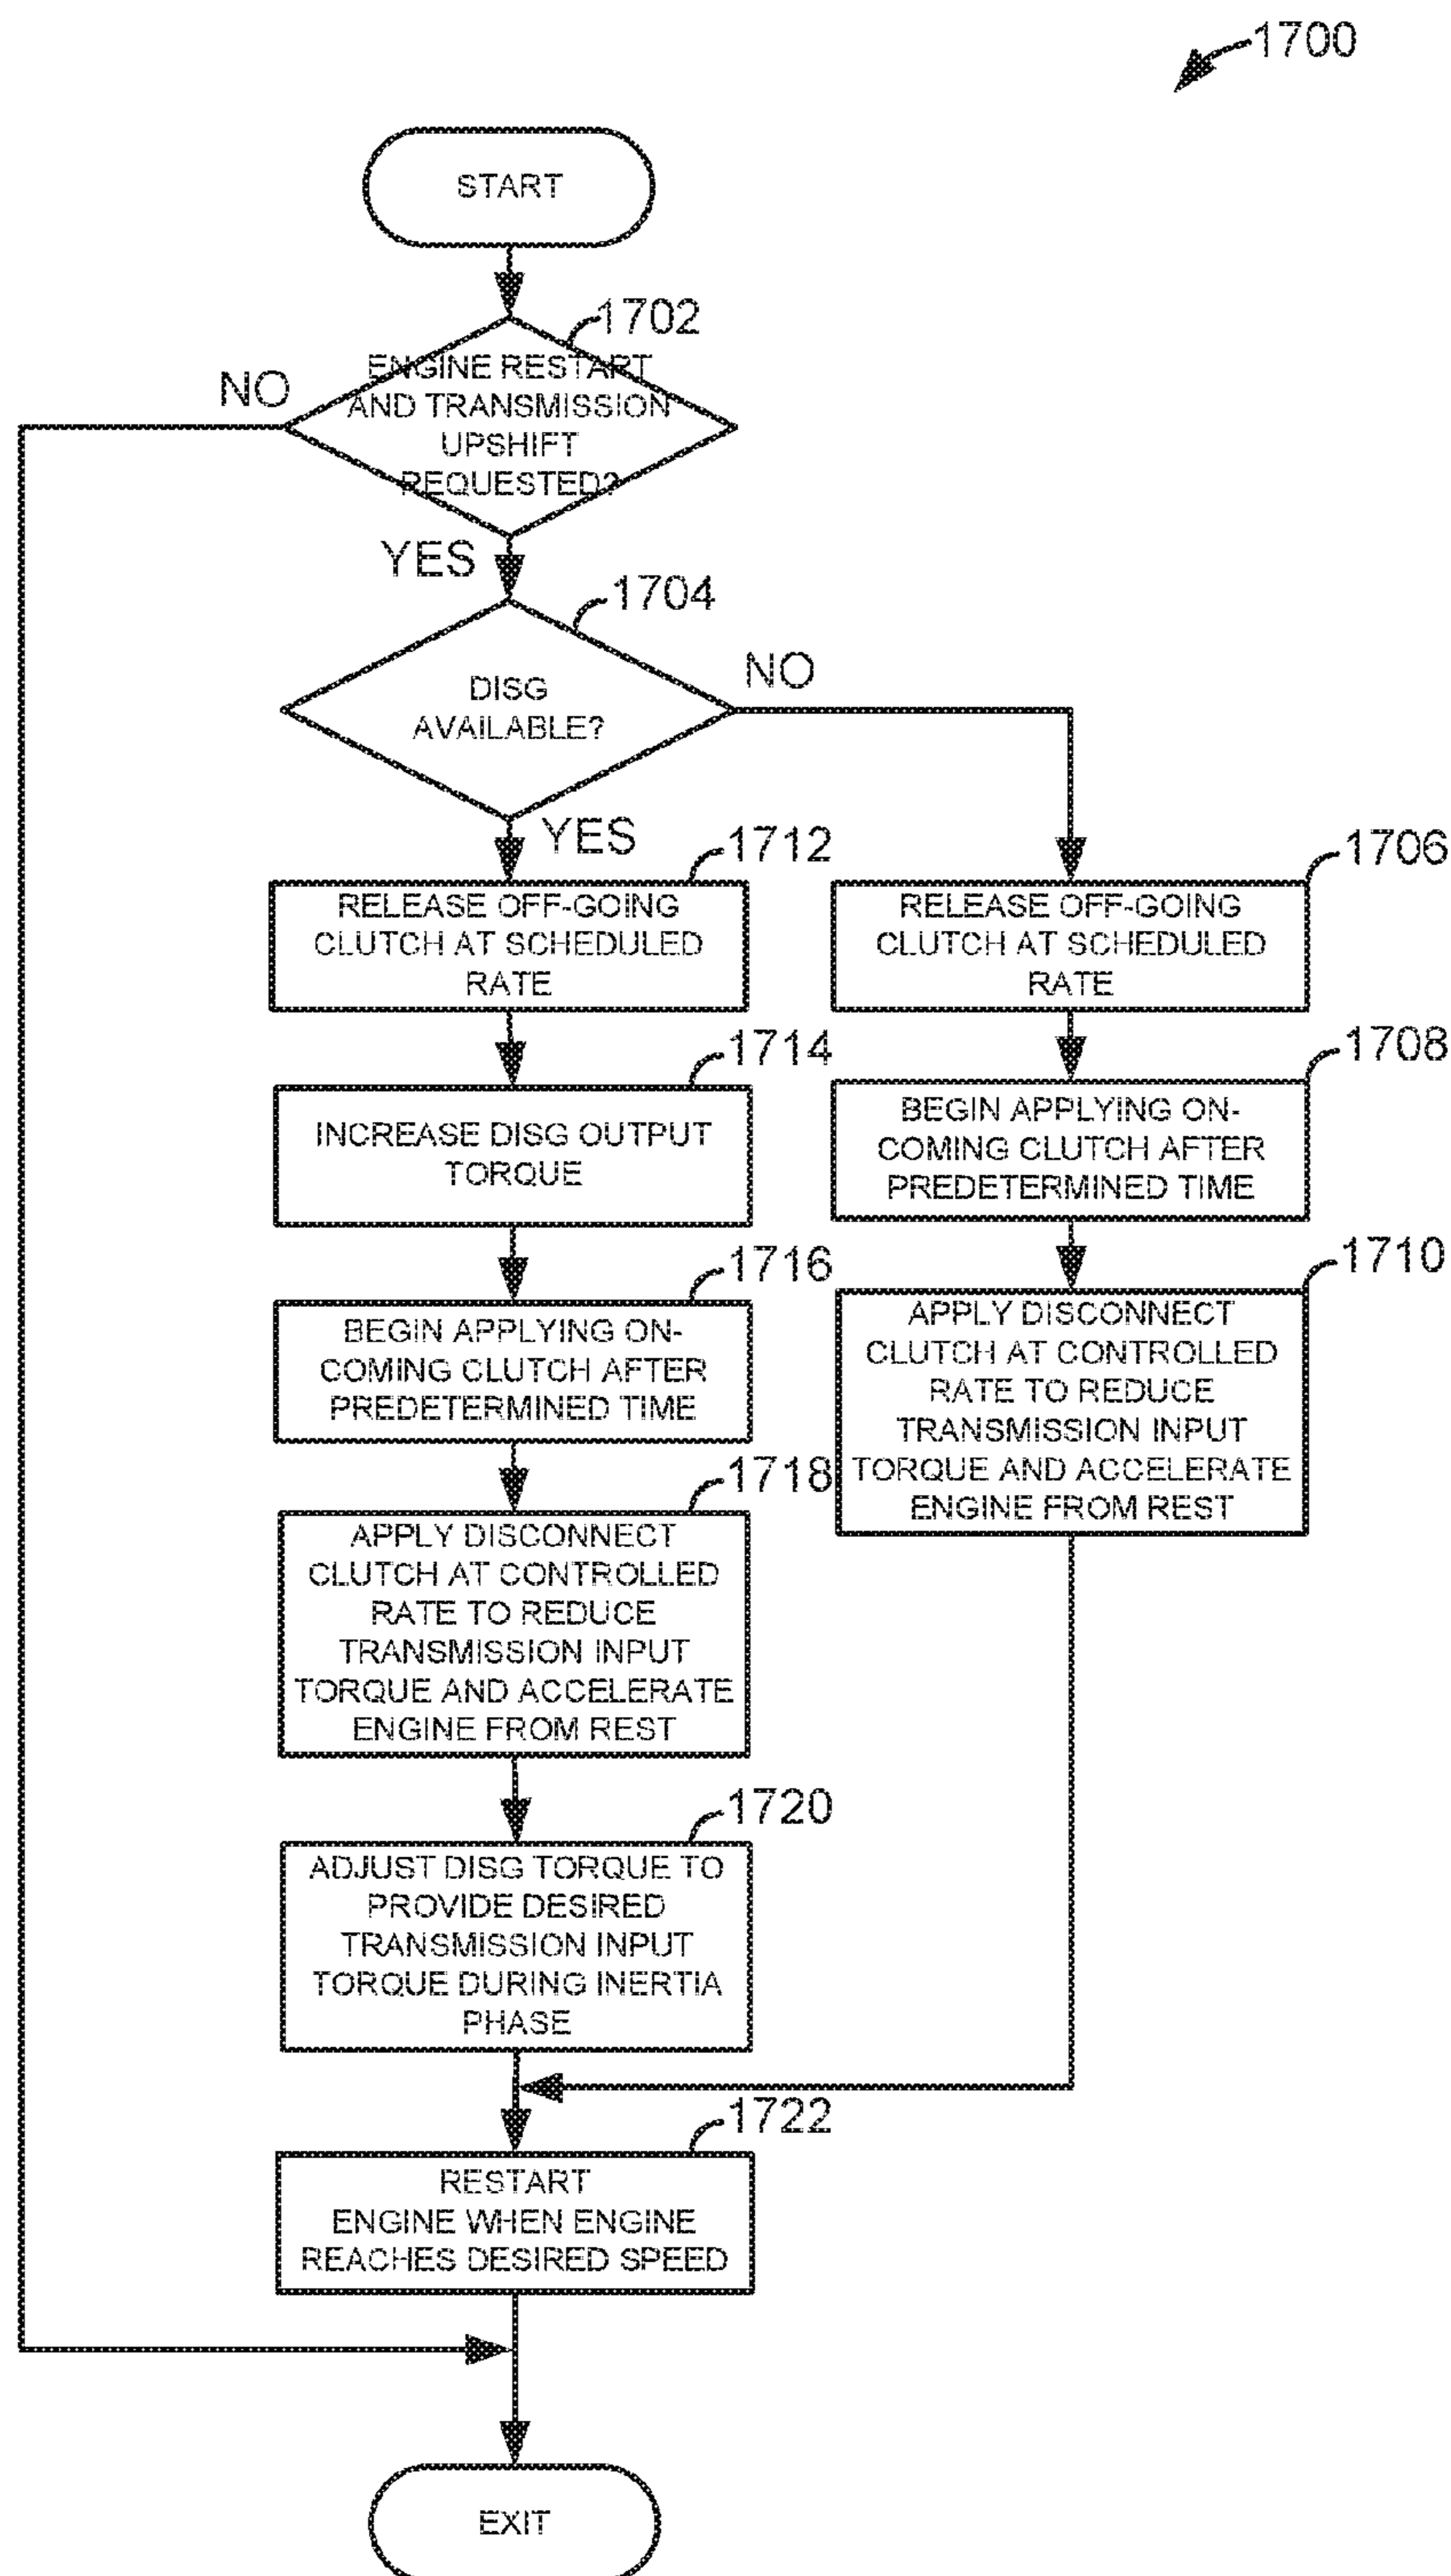 1700
START
1702
NO
ENGINE RESTART
AND TRANSMISSION
UPSHIFT
REQUESTED?
YES
1704
DISG
AVAILABLE?
NO
YES
1712
RELEASE OFF-GOING
CLUTCH AT SCHEDULED
RATE
1706
RELEASE OFF-GOING
CLUTCH AT SCHEDULED
RATE
1714
INCREASE DISG OUTPUT
TORQUE
1708
BEGIN APPLYING ON-
COMING CLUTCH AFTER
PREDETERMINED TIME
1716
BEGIN APPLYING ON-
COMING CLUTCH AFTER
PREDETERMINED TIME
1710
APPLY DISCONNECT
CLUTCH AT CONTROLLED
RATE TO REDUCE
TRANSMISSION INPUT
TORQUE AND ACCELERATE
ENGINE FROM REST
1718
APPLY DISCONNECT
CLUTCH AT CONTROLLED
RATE TO REDUCE
TRANSMISSION INPUT
TORQUE AND ACCELERATE
ENGINE FROM REST
1720
ADJUST DISG TORQUE TO
PROVIDE DESIRED
TRANSMISSION INPUT
TORQUE DURING INERTIA
PHASE
1722
RESTART
ENGINE WHEN ENGINE
REACHES DESIRED SPEED
EXIT